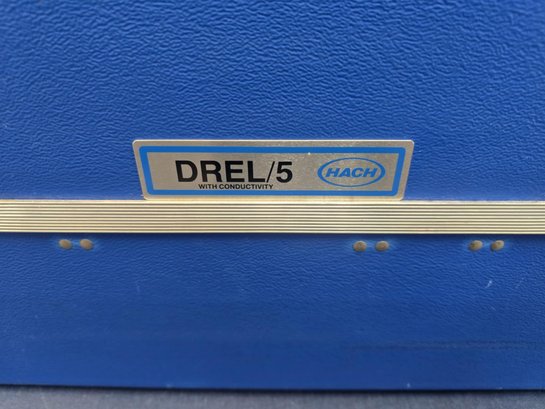 DREL/5 HACH
WITH CONDUCTIVITY